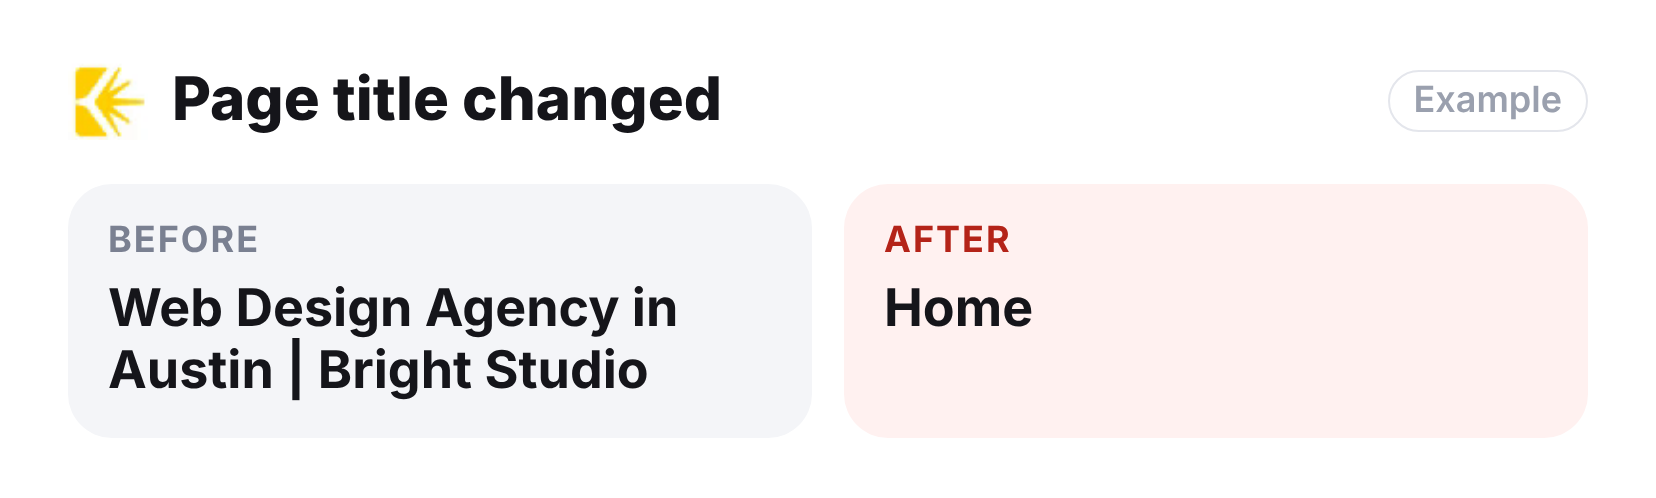 Page title changed
Example
BEFORE
Web Design Agency in
Austin | Bright Studio
AFTER
Home